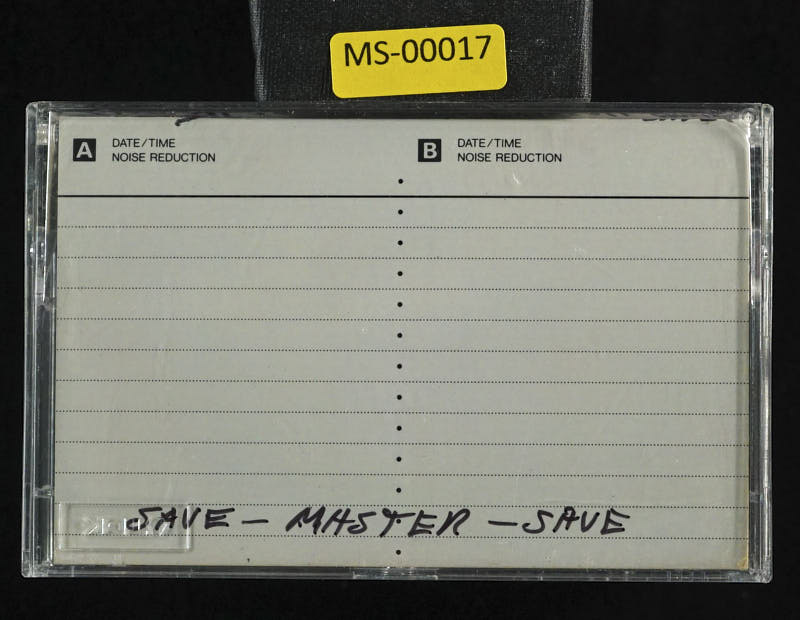 MS-00017
A DATE/TIME B DATE/TIME
NOISE REDUCTION NOISE REDUCTION
SAVE - MASTER - SAVE